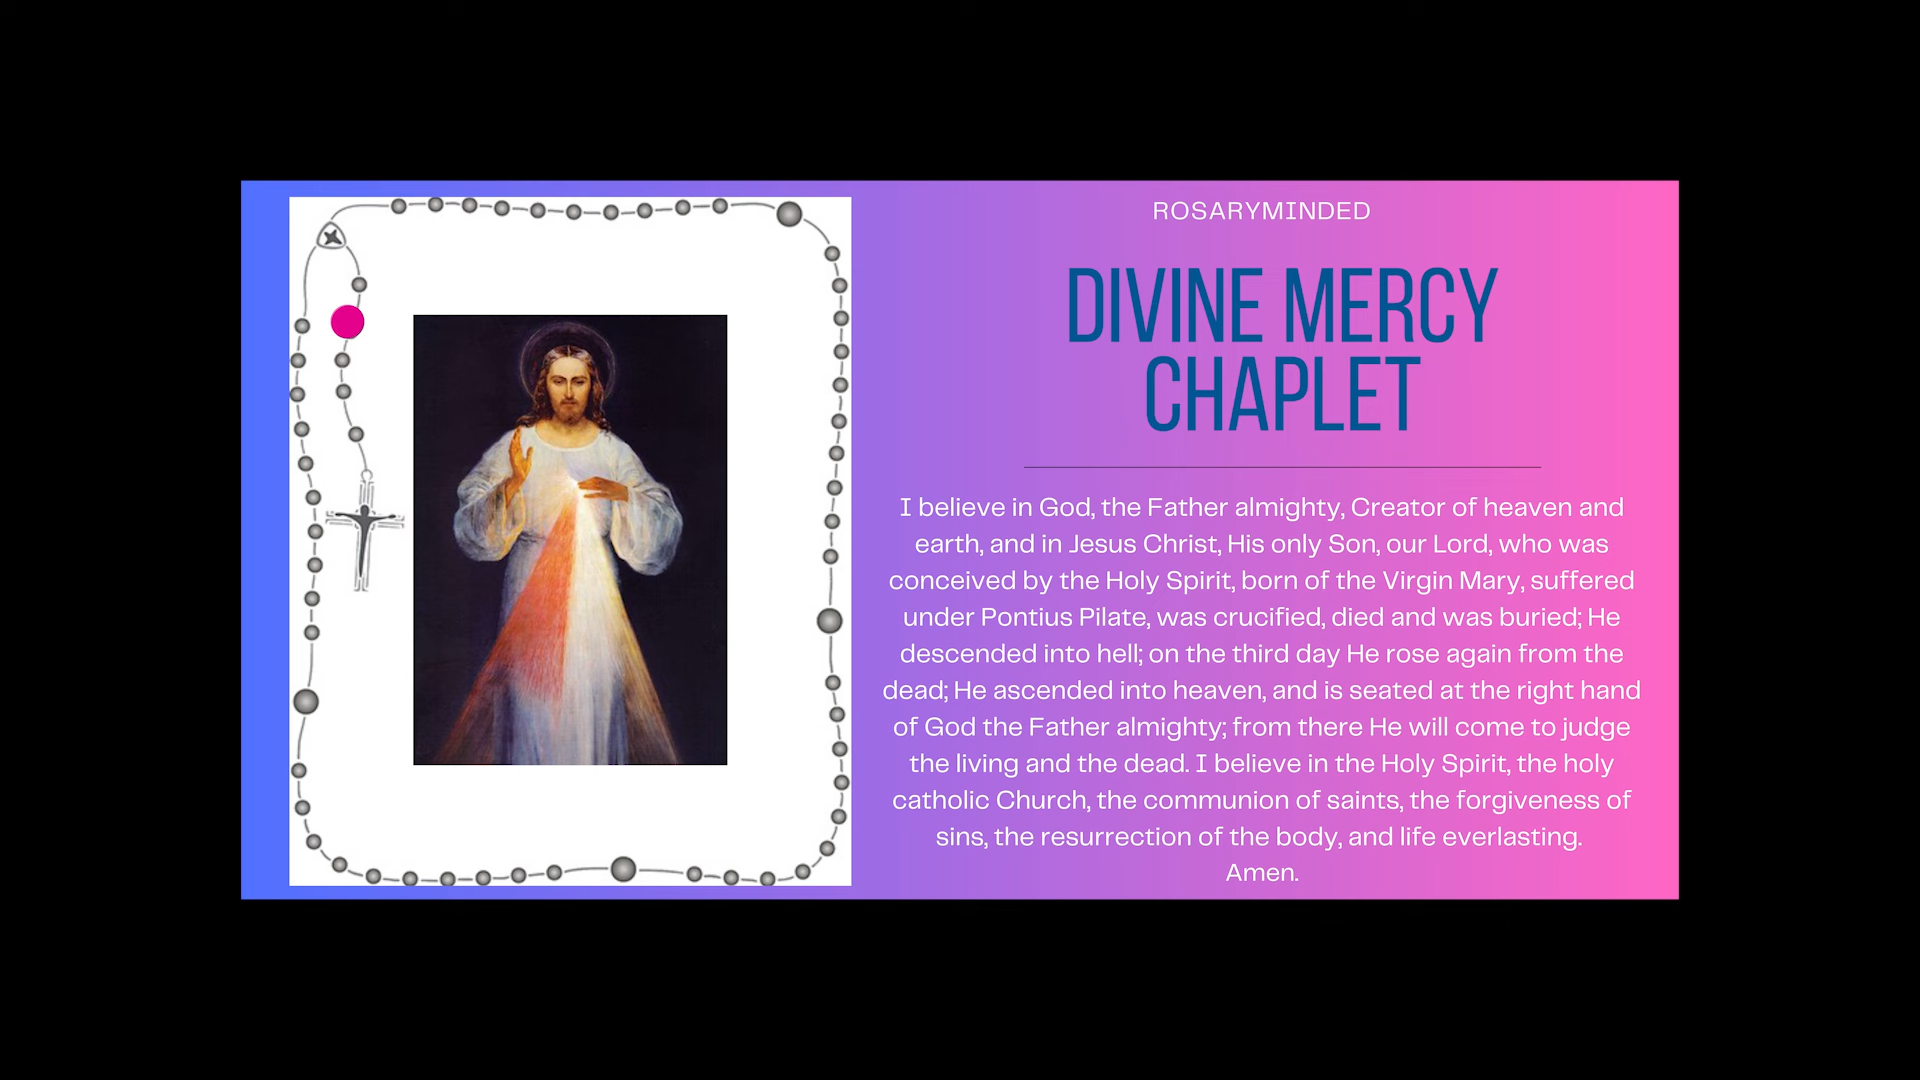 ROSARYMINDED
DIVINE MERCY
CHAPLET
I believe in God, the Father almighty, Creator of heaven and
earth, and in Jesus Christ, His only Son, our Lord, who was
conceived by the Holy Spirit, born of the Virgin Mary, suffered
under Pontius Pilate, was crucified, died and was buried; He
descended into hell; on the third day He rose again from the
dead; He ascended into heaven, and is seated at the right hand
of God the Father almighty; from there He will come to judge
the living and the dead. I believe in the Holy Spirit, the holy
catholic Church, the communion of saints, the forgiveness of
sins, the resurrection of the body, and life everlasting.
Amen.